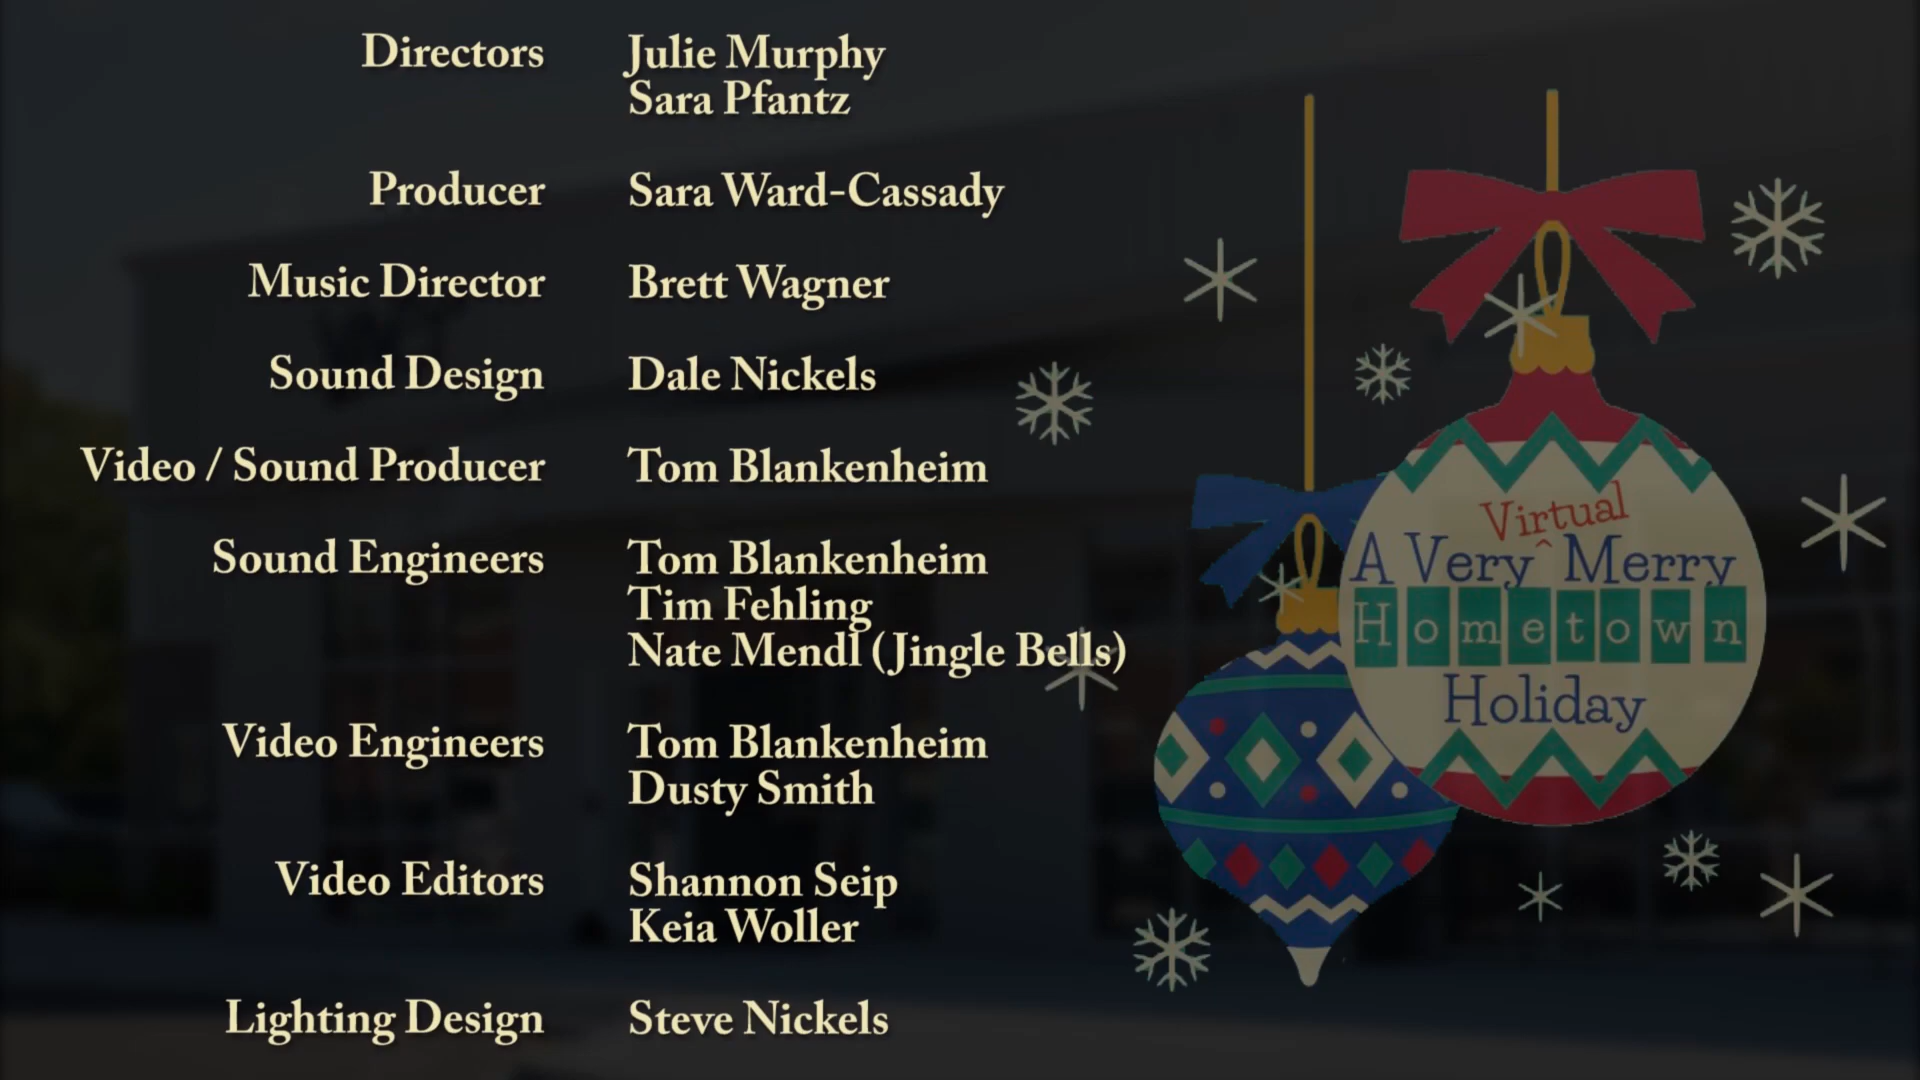 Directors Julie Murphy
Sara Pfantz
Producer Sara Ward-Cassady
Music Director Brett Wagner
Sound Design Dale Nickels
Video / Sound Producer Tom Blankenheim
Sound Engineers Tom Blankenheim
Tim Fehling
Nate Mendl (Jingle Bells)
Video Engineers Tom Blankenheim
Dusty Smith
Video Editors Shannon Seip
Keia Woller
Lighting Design Steve Nickels
Virtual
A Very ^ Merry
Hometown
Holiday